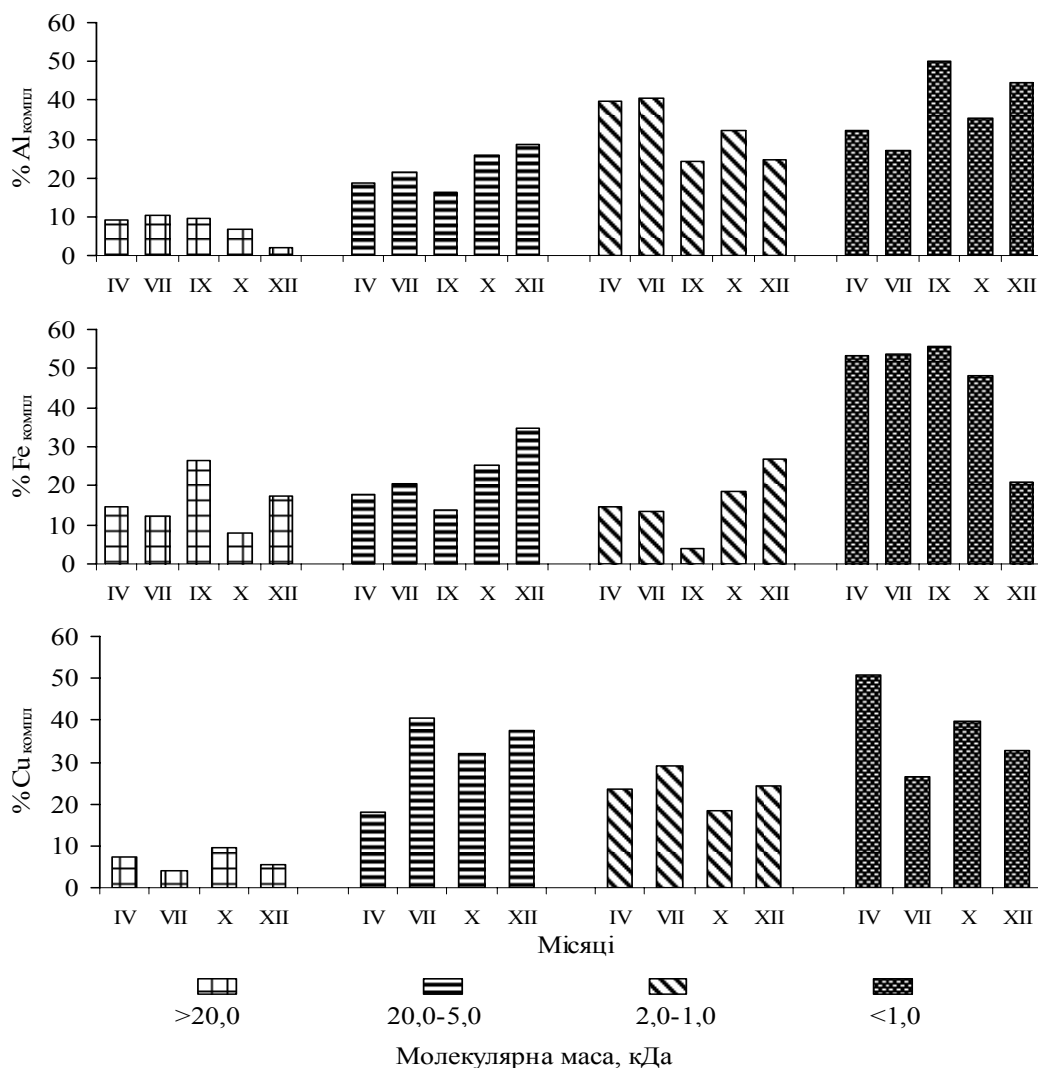 60
50
40
30
20
10
0
% Al компл
IV VII IX X XII IV VII IX X XII IV VII IX X XII IV VII IX X XII
60
50
40
30
20
10
0
% Fe компл
IV VII IX X XII IV VII IX X XII IV VII IX X XII IV VII IX X XII
60
50
40
30
20
10
0
% Cu компл
IV VII X XII IV VII X XII IV VII X XII IV VII X XII
Місяці
>20,0 20,0-5,0 2,0-1,0 <1,0
Молекулярна маса, кДа